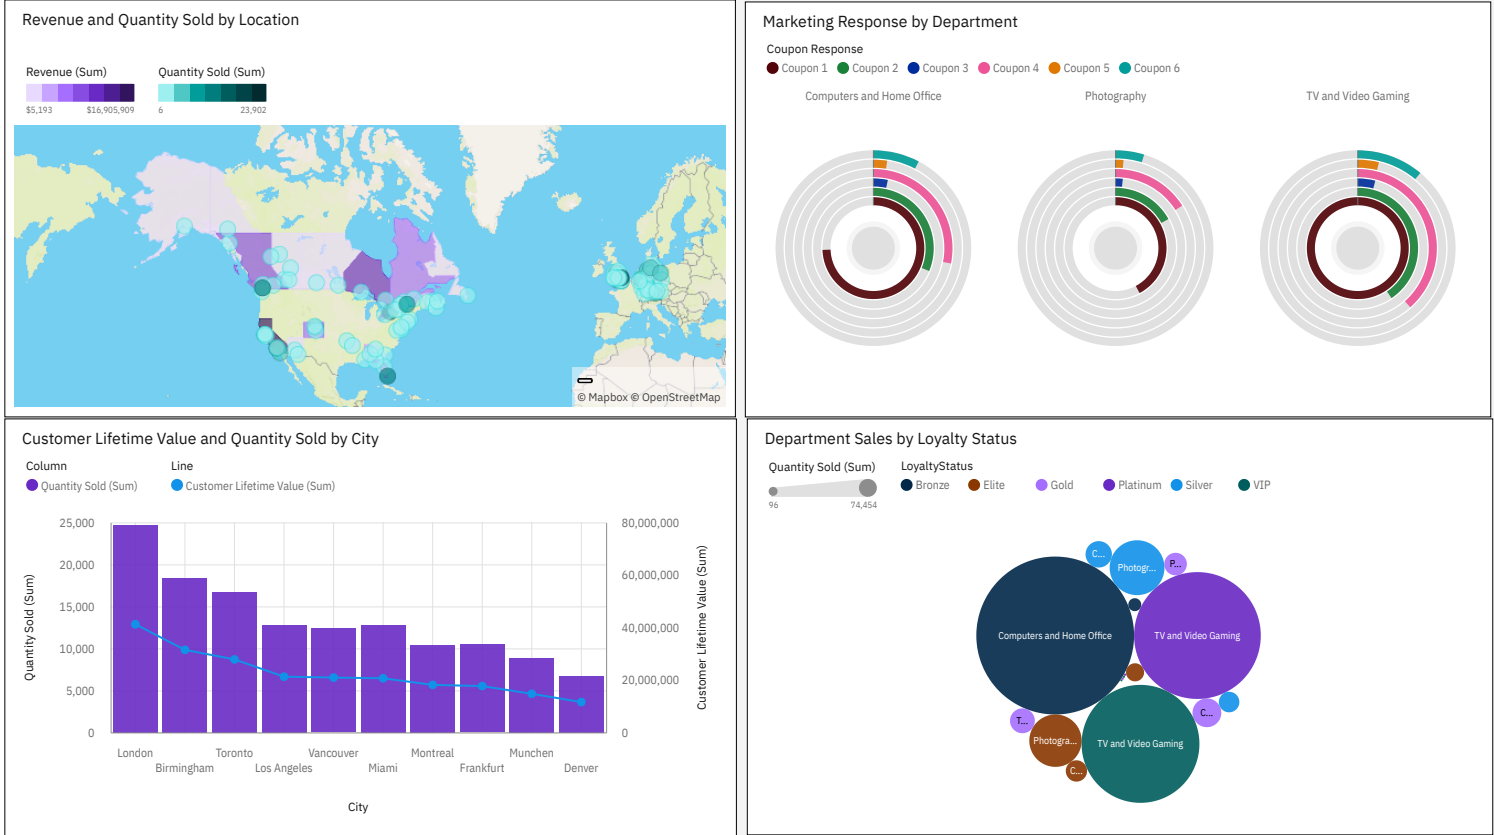 Revenue and Quantity Sold by Location
Revenue (Sum)
Quantity Sold (Sum)
$5,193
$16,905,909
6
23,902
© Mapbox © OpenStreetMap
Marketing Response by Department
Coupon Response
Coupon 1
Coupon 2
Coupon 3
Coupon 4
Coupon 5
Coupon 6
Computers and Home Office
Photography
TV and Video Gaming
Customer Lifetime Value and Quantity Sold by City
Column
Line
Quantity Sold (Sum)
Customer Lifetime Value (Sum)
25,000
20,000
15,000
10,000
5,000
0
Quantity Sold (Sum)
80,000,000
60,000,000
40,000,000
20,000,000
0
Customer Lifetime Value (Sum)
London
Birmingham
Toronto
Los Angeles
Vancouver
Miami
Montreal
Frankfurt
Munchen
Denver
City
Department Sales by Loyalty Status
Quantity Sold (Sum)
96
74,454
LoyaltyStatus
Bronze
Elite
Gold
Platinum
Silver
VIP
C...
Photogr...
P...
Computers and Home Office
TV and Video Gaming
T...
C...
Photogra...
TV and Video Gaming
C...